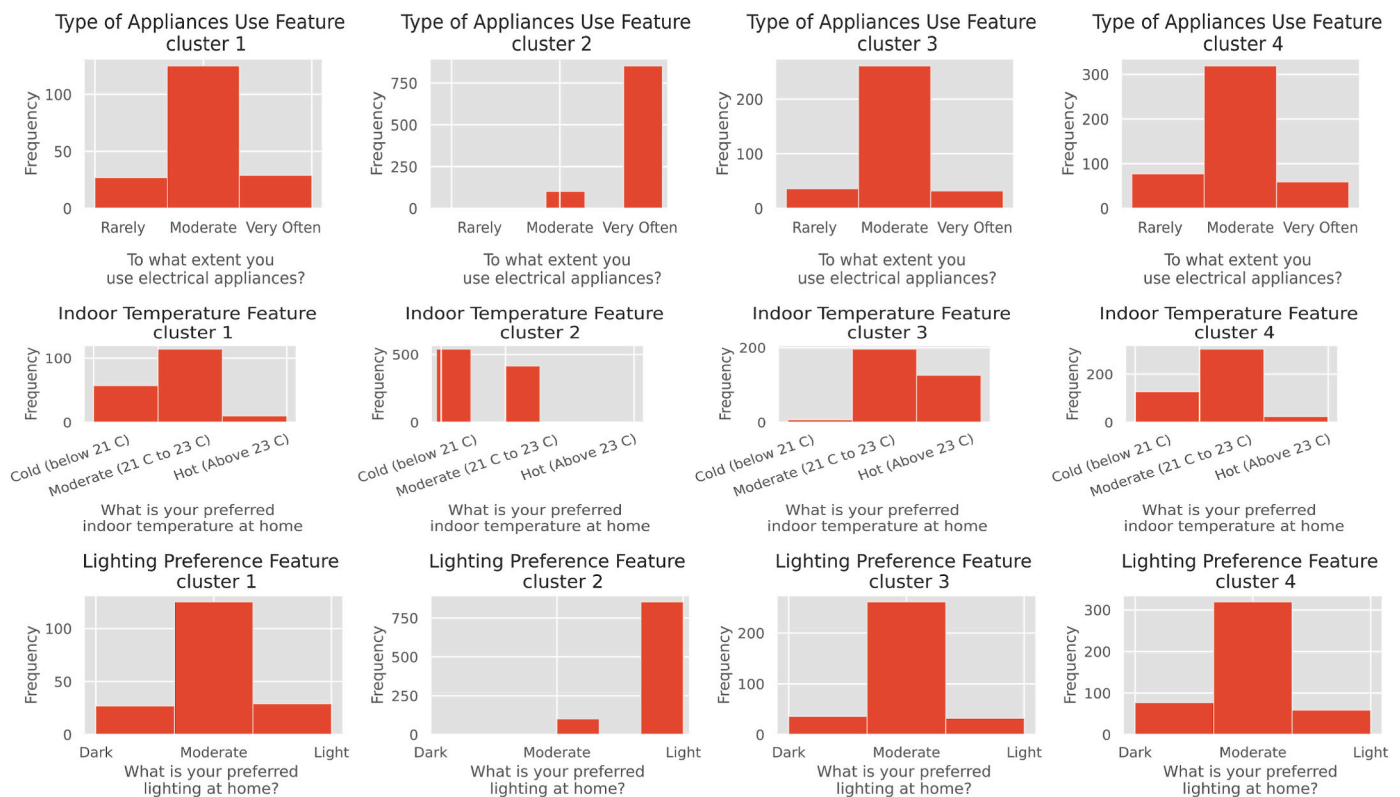 Type of Appliances Use Feature
cluster 1
Frequency
100
50
0
Rarely Moderate Very Often
To what extent you
use electrical appliances?
Type of Appliances Use Feature
cluster 2
Frequency
750
500
250
0
Rarely Moderate Very Often
To what extent you
use electrical appliances?
Type of Appliances Use Feature
cluster 3
Frequency
200
100
0
Rarely Moderate Very Often
To what extent you
use electrical appliances?
Type of Appliances Use Feature
cluster 4
Frequency
300
200
100
0
Rarely Moderate Very Often
To what extent you
use electrical appliances?
Indoor Temperature Feature
cluster 1
Frequency
100
0
Cold (below 21 C)
Moderate (21 C to 23 C)
Hot (Above 23 C)
What is your preferred
indoor temperature at home
Indoor Temperature Feature
cluster 2
Frequency
500
0
Cold (below 21 C)
Moderate (21 C to 23 C)
Hot (Above 23 C)
What is your preferred
indoor temperature at home
Indoor Temperature Feature
cluster 3
Frequency
200
0
Cold (below 21 C)
Moderate (21 C to 23 C)
Hot (Above 23 C)
What is your preferred
indoor temperature at home
Indoor Temperature Feature
cluster 4
Frequency
200
0
Cold (below 21 C)
Moderate (21 C to 23 C)
Hot (Above 23 C)
What is your preferred
indoor temperature at home
Lighting Preference Feature
cluster 1
Frequency
100
50
0
Dark Moderate Light
What is your preferred
lighting at home?
Lighting Preference Feature
cluster 2
Frequency
750
500
250
0
Dark Moderate Light
What is your preferred
lighting at home?
Lighting Preference Feature
cluster 3
Frequency
200
100
0
Dark Moderate Light
What is your preferred
lighting at home?
Lighting Preference Feature
cluster 4
Frequency
300
200
100
0
Dark Moderate Light
What is your preferred
lighting at home?